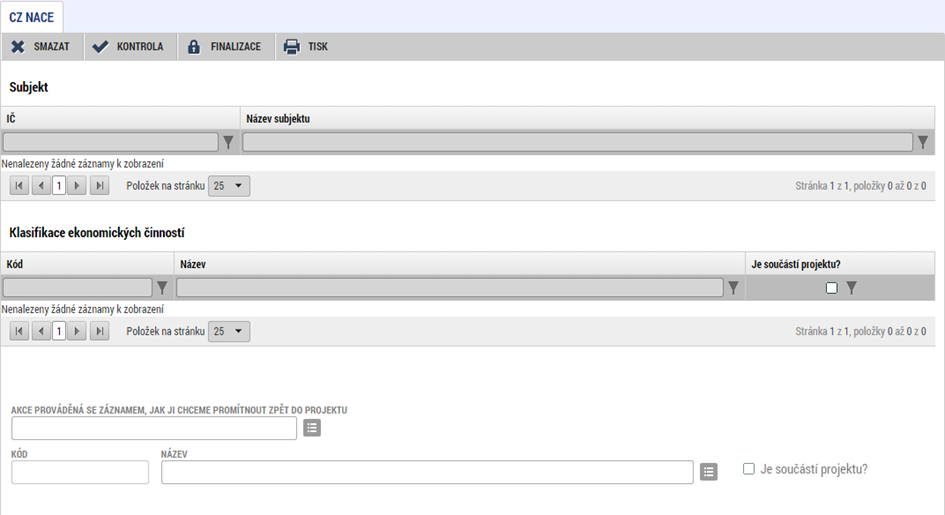 CZ NACE
SMAZAT KONTROLA FINALIZACE TISK
Subjekt
IČ Název subjektu
Nenalezeny žádné záznamy k zobrazení
1 Položek na stránku 25 Stránka 1 z 1, položky 0 až 0 z 0
Klasifikace ekonomických činností
Kód Název Je součástí projektu?
Nenalezeny žádné záznamy k zobrazení
1 Položek na stránku 25 Stránka 1 z 1, položky 0 až 0 z 0
AKCE PROVÁDĚNÁ SE ZÁZNAMEM, JAK JI CHCEME PROMÍTNOUT ZPĚT DO PROJEKTU
KÓD NÁZEV
Je součástí projektu?